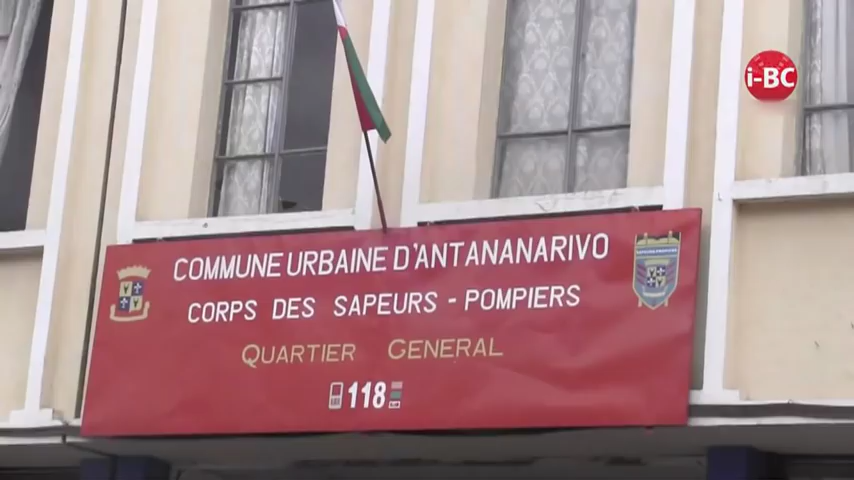 i-BC
COMMUNE URBAINE D'ANTANANARIVO
CORPS DES SAPEURS - POMPIERS
QUARTIER GENERAL
118